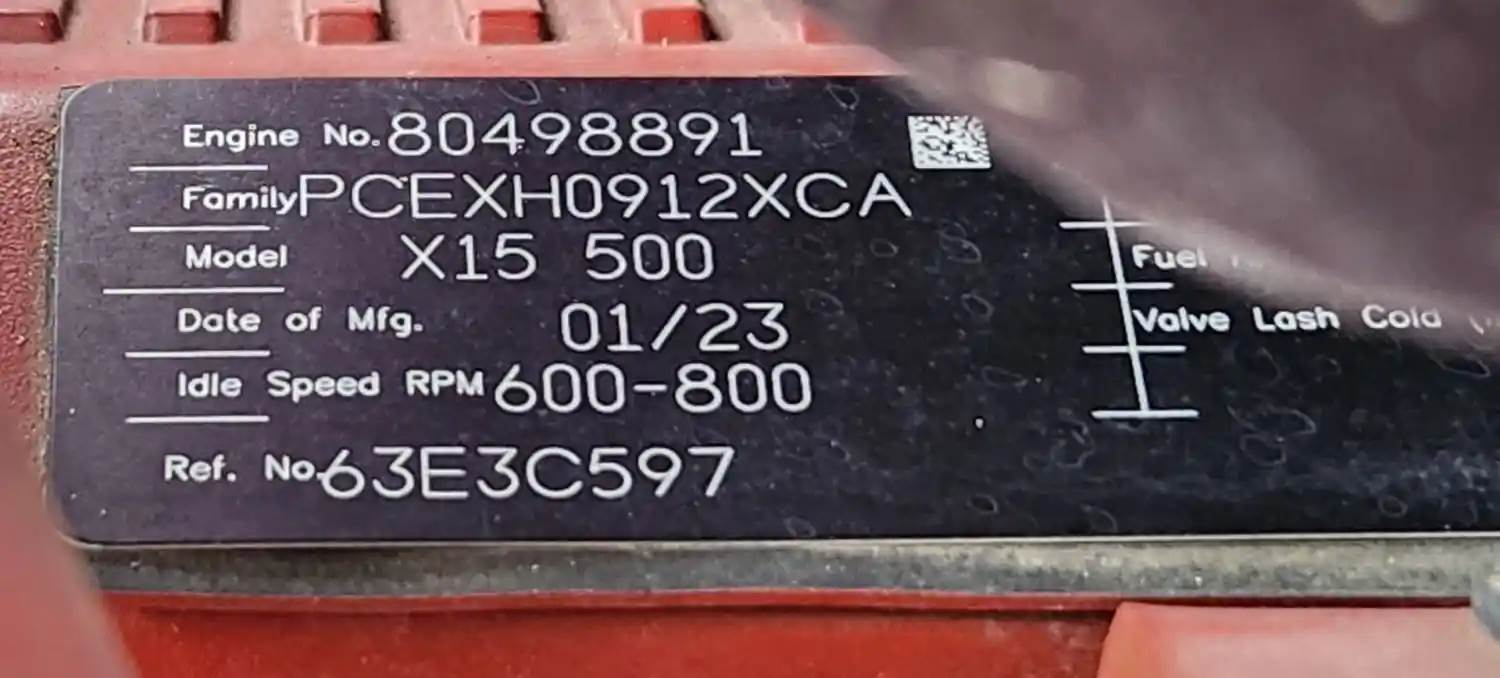 Engine No. 80498891
Family PCEXH0912XCA
Model X15 500
Date of Mfg. 01/23
Idle Speed RPM 600-800
Ref. No. 63E3C597
Fuel
Valve Lash Cold